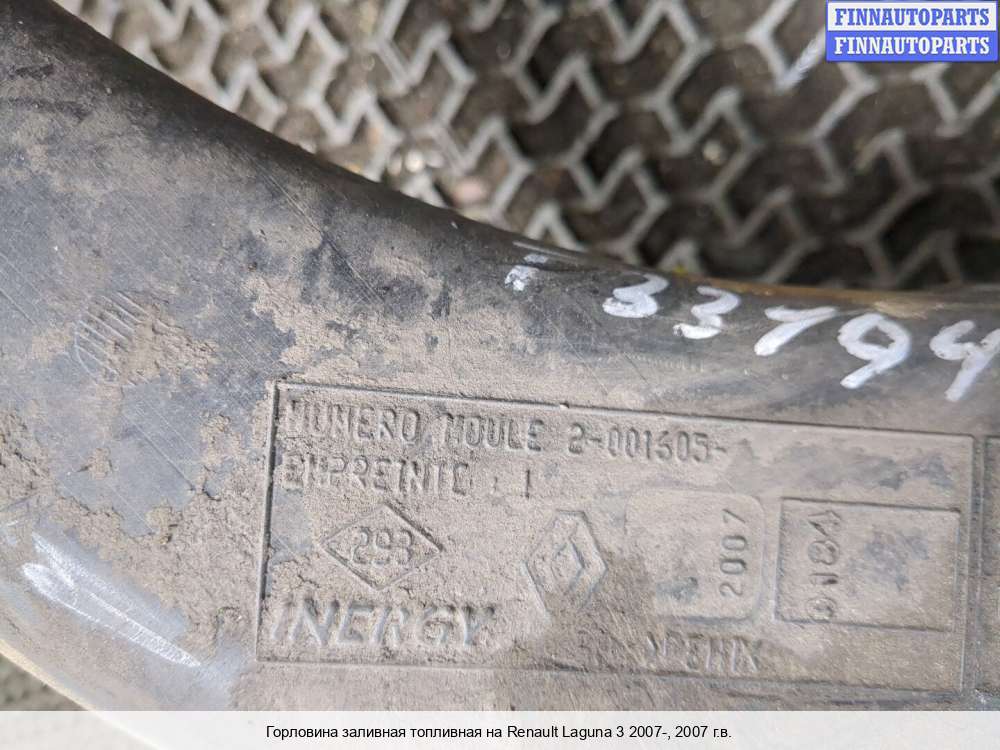 FINNAUTOPARTS
FINNAUTOPARTS
33194
NUMERO MOULE 2-001605-
EMPREINTE : 1
293
2007
INERGY
Горловина заливная топливная на Renault Laguna 3 2007-, 2007 г.в.